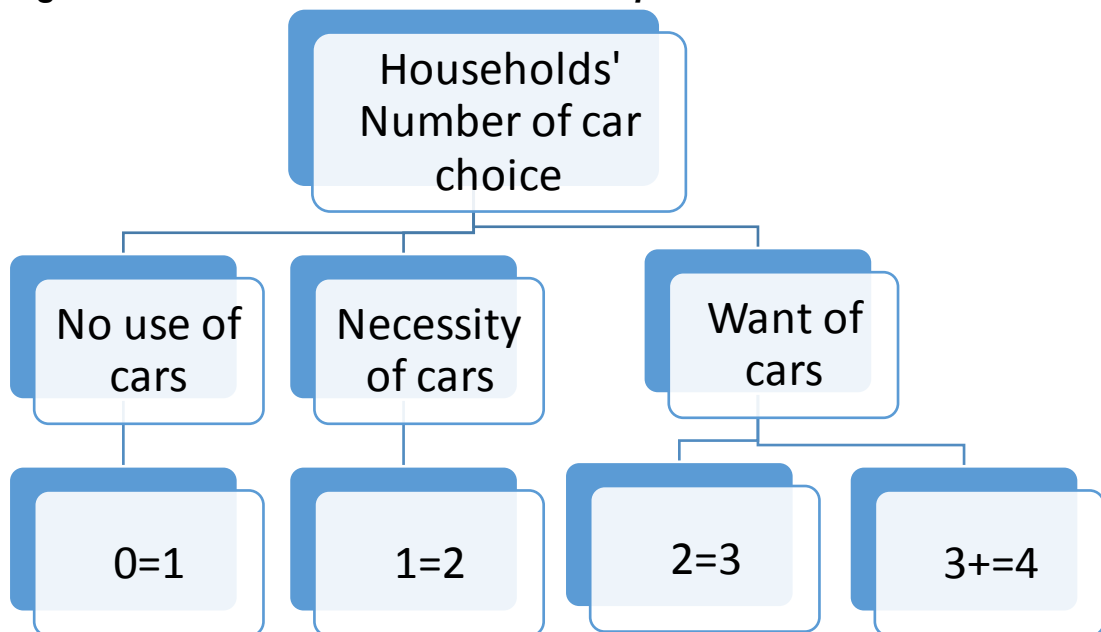 Households'
Number of car
choice
No use of
cars
Necessity
of cars
Want of
cars
0=1
1=2
2=3
3+=4